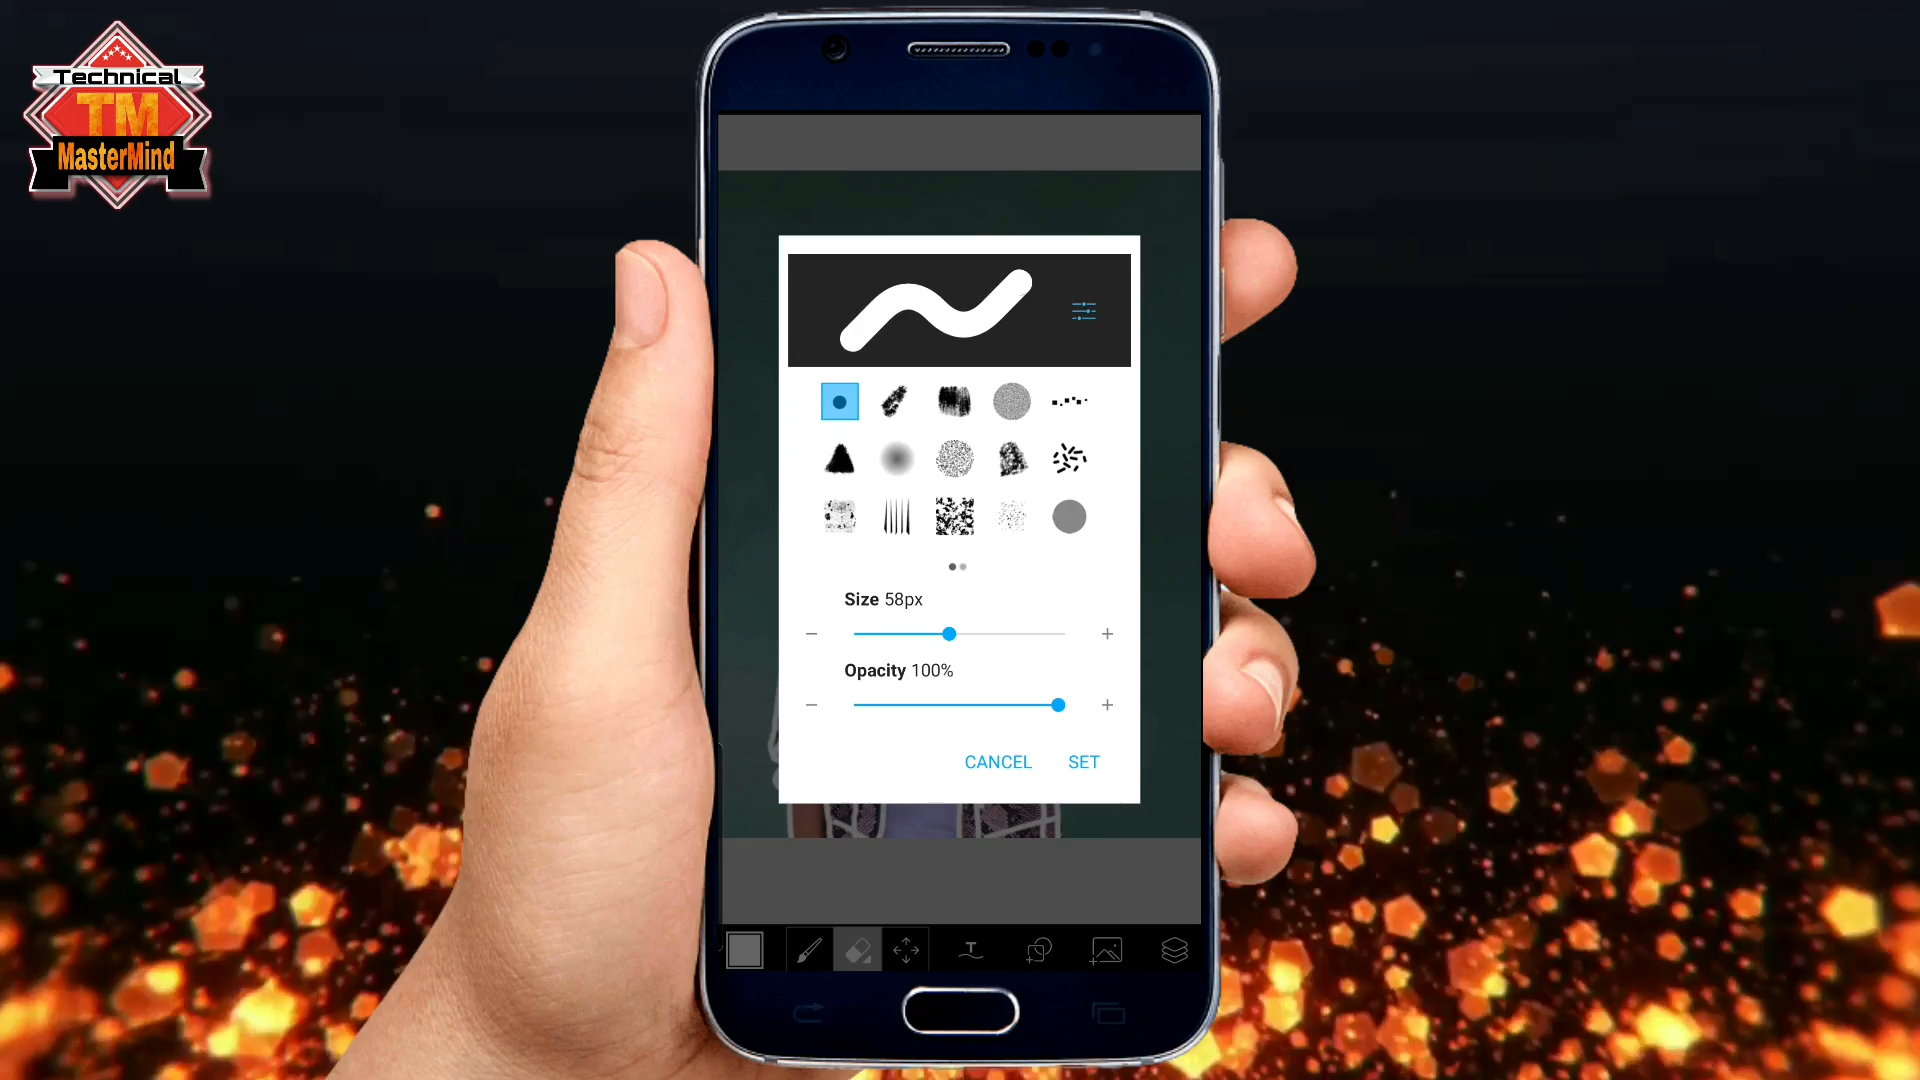 Technical
TM
MasterMind
Size 58px
Opacity 100%
CANCEL SET
T